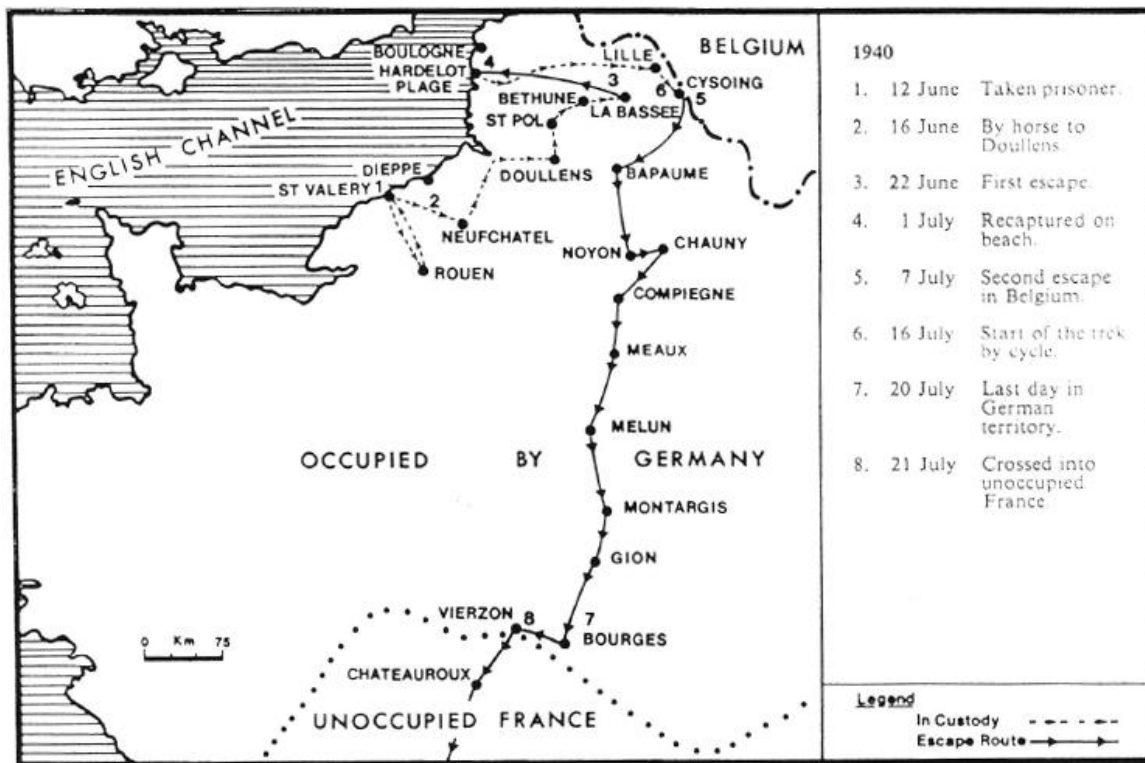 BELGIUM
BOULOGNE
4
LILLE
HARDELOT
PLAGE
3
6
CYSOING
5
BETHUNE
LA BASSEE
ST POL
ENGLISH CHANNEL
DIEPPE
DOULLENS
BAPAUME
ST VALERY 1
2
NEUFCHATEL
CHAUNY
NOYON
ROUEN
COMPIEGNE
MEAUX
MELUN
OCCUPIED BY GERMANY
MONTARGIS
GION
VIERZON
8
7
BOURGES
0 Km 75
CHATEAUROUX
UNOCCUPIED FRANCE
1940
1. 12 June Taken prisoner.
2. 16 June By horse to
Doullens.
3. 22 June First escape.
4. 1 July Recaptured on
beach.
5. 7 July Second escape
in Belgium.
6. 16 July Start of the trek
by cycle.
7. 20 July Last day in
German
territory.
8. 21 July Crossed into
unoccupied
France.
Legend
In Custody
Escape Route